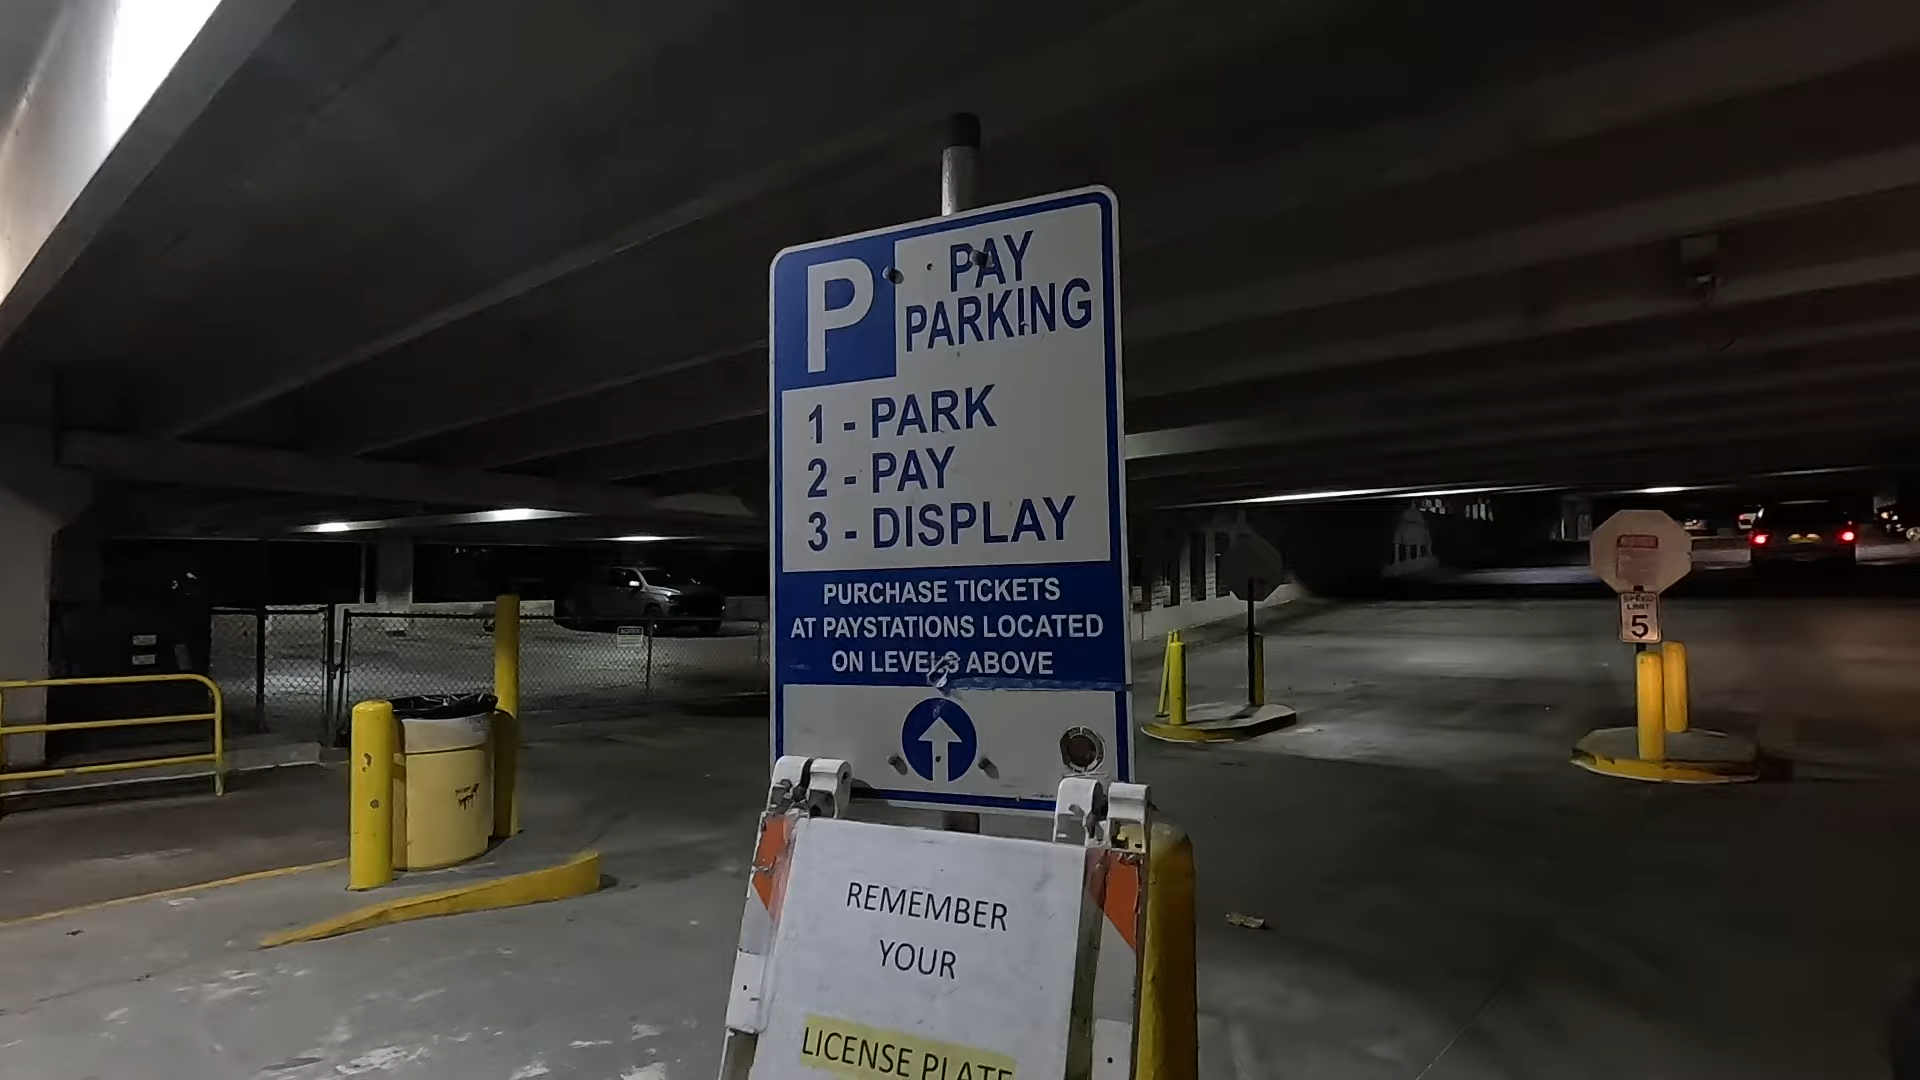 P
PAY
PARKING
1 - PARK
2 - PAY
3 - DISPLAY
PURCHASE TICKETS
AT PAYSTATIONS LOCATED
ON LEVELS ABOVE
REMEMBER
YOUR
LICENSE PLATE
SPEED
LIMIT
5